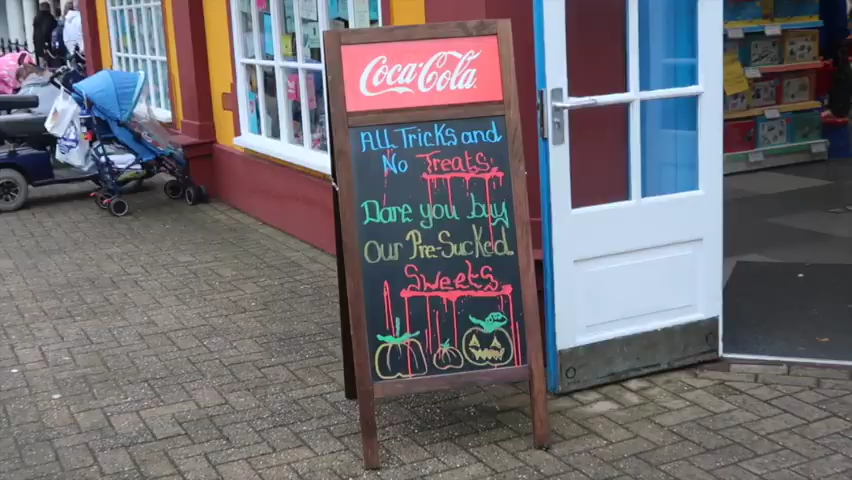 Coca-Cola
All Tricks and
No Treats.
Dare you buy
our Pre-Sucked
Sweets